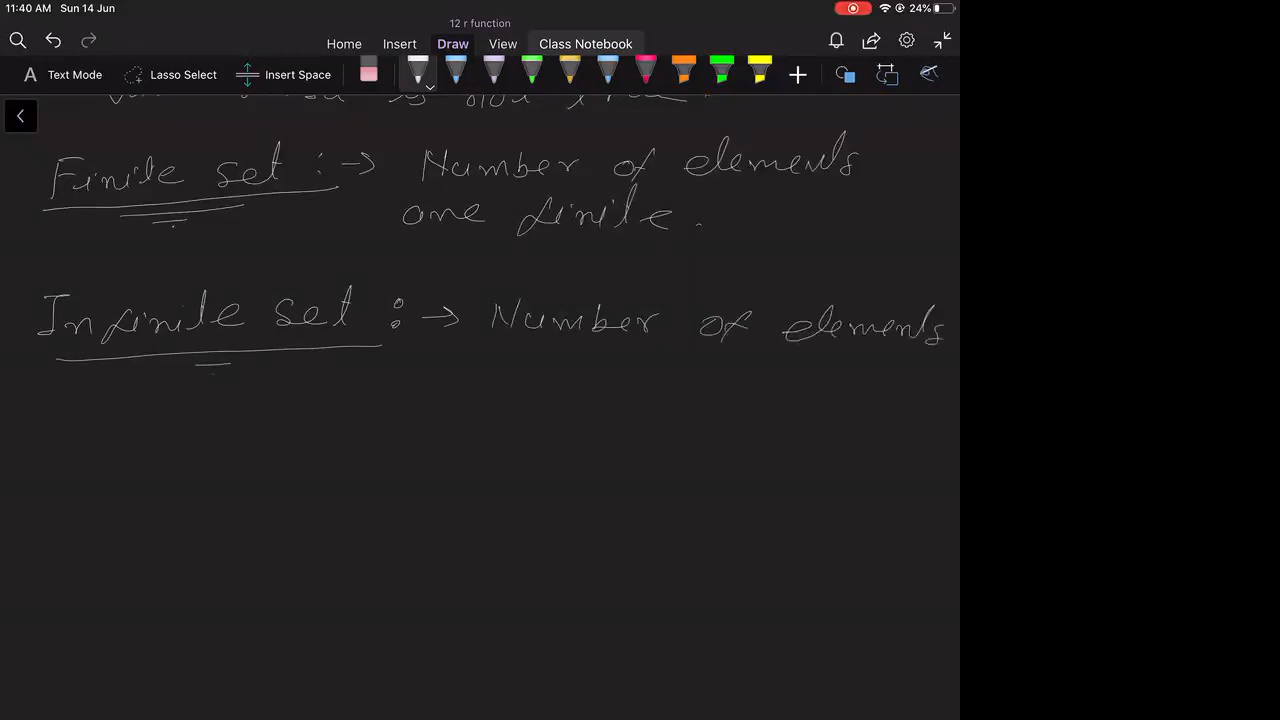 11:40 AM Sun 14 Jun
24%
12 r function
Home Insert Draw View Class Notebook
Text Mode Lasso Select Insert Space
Finite set :→ Number of elements
are finite.
Infinite set :→ Number of elements